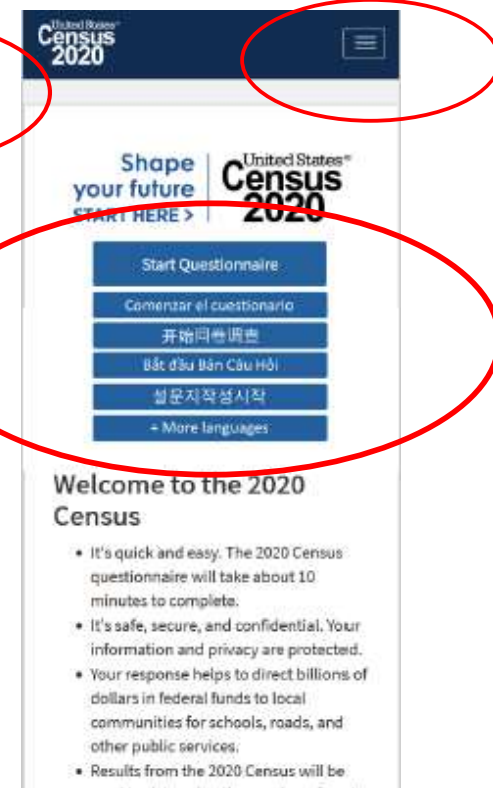 United States®
Census
2020
Shape
your future
START HERE >
United States®
Census
2020
Start Questionnaire
Comenzar el cuestionario
开始问卷调查
Bắt đầu Bản Câu Hỏi
설문지작성시작
+ More languages
Welcome to the 2020
Census
• It's quick and easy. The 2020 Census
questionnaire will take about 10
minutes to complete.
• It's safe, secure, and confidential. Your
information and privacy are protected.
• Your response helps to direct billions of
dollars in federal funds to local
communities for schools, roads, and
other public services.
• Results from the 2020 Census will be